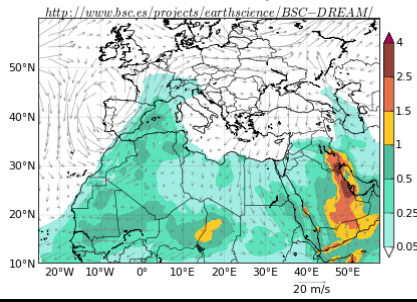 http://www.bsc.es/projects/earthscience/BSC-DREAM/
4
50°N
2.5
40°N
1.5
30°N
1
0.5
20°N
0.25
10°N
0.05
20°W 10°W 0° 10°E 20°E 30°E 40°E 50°E
20 m/s